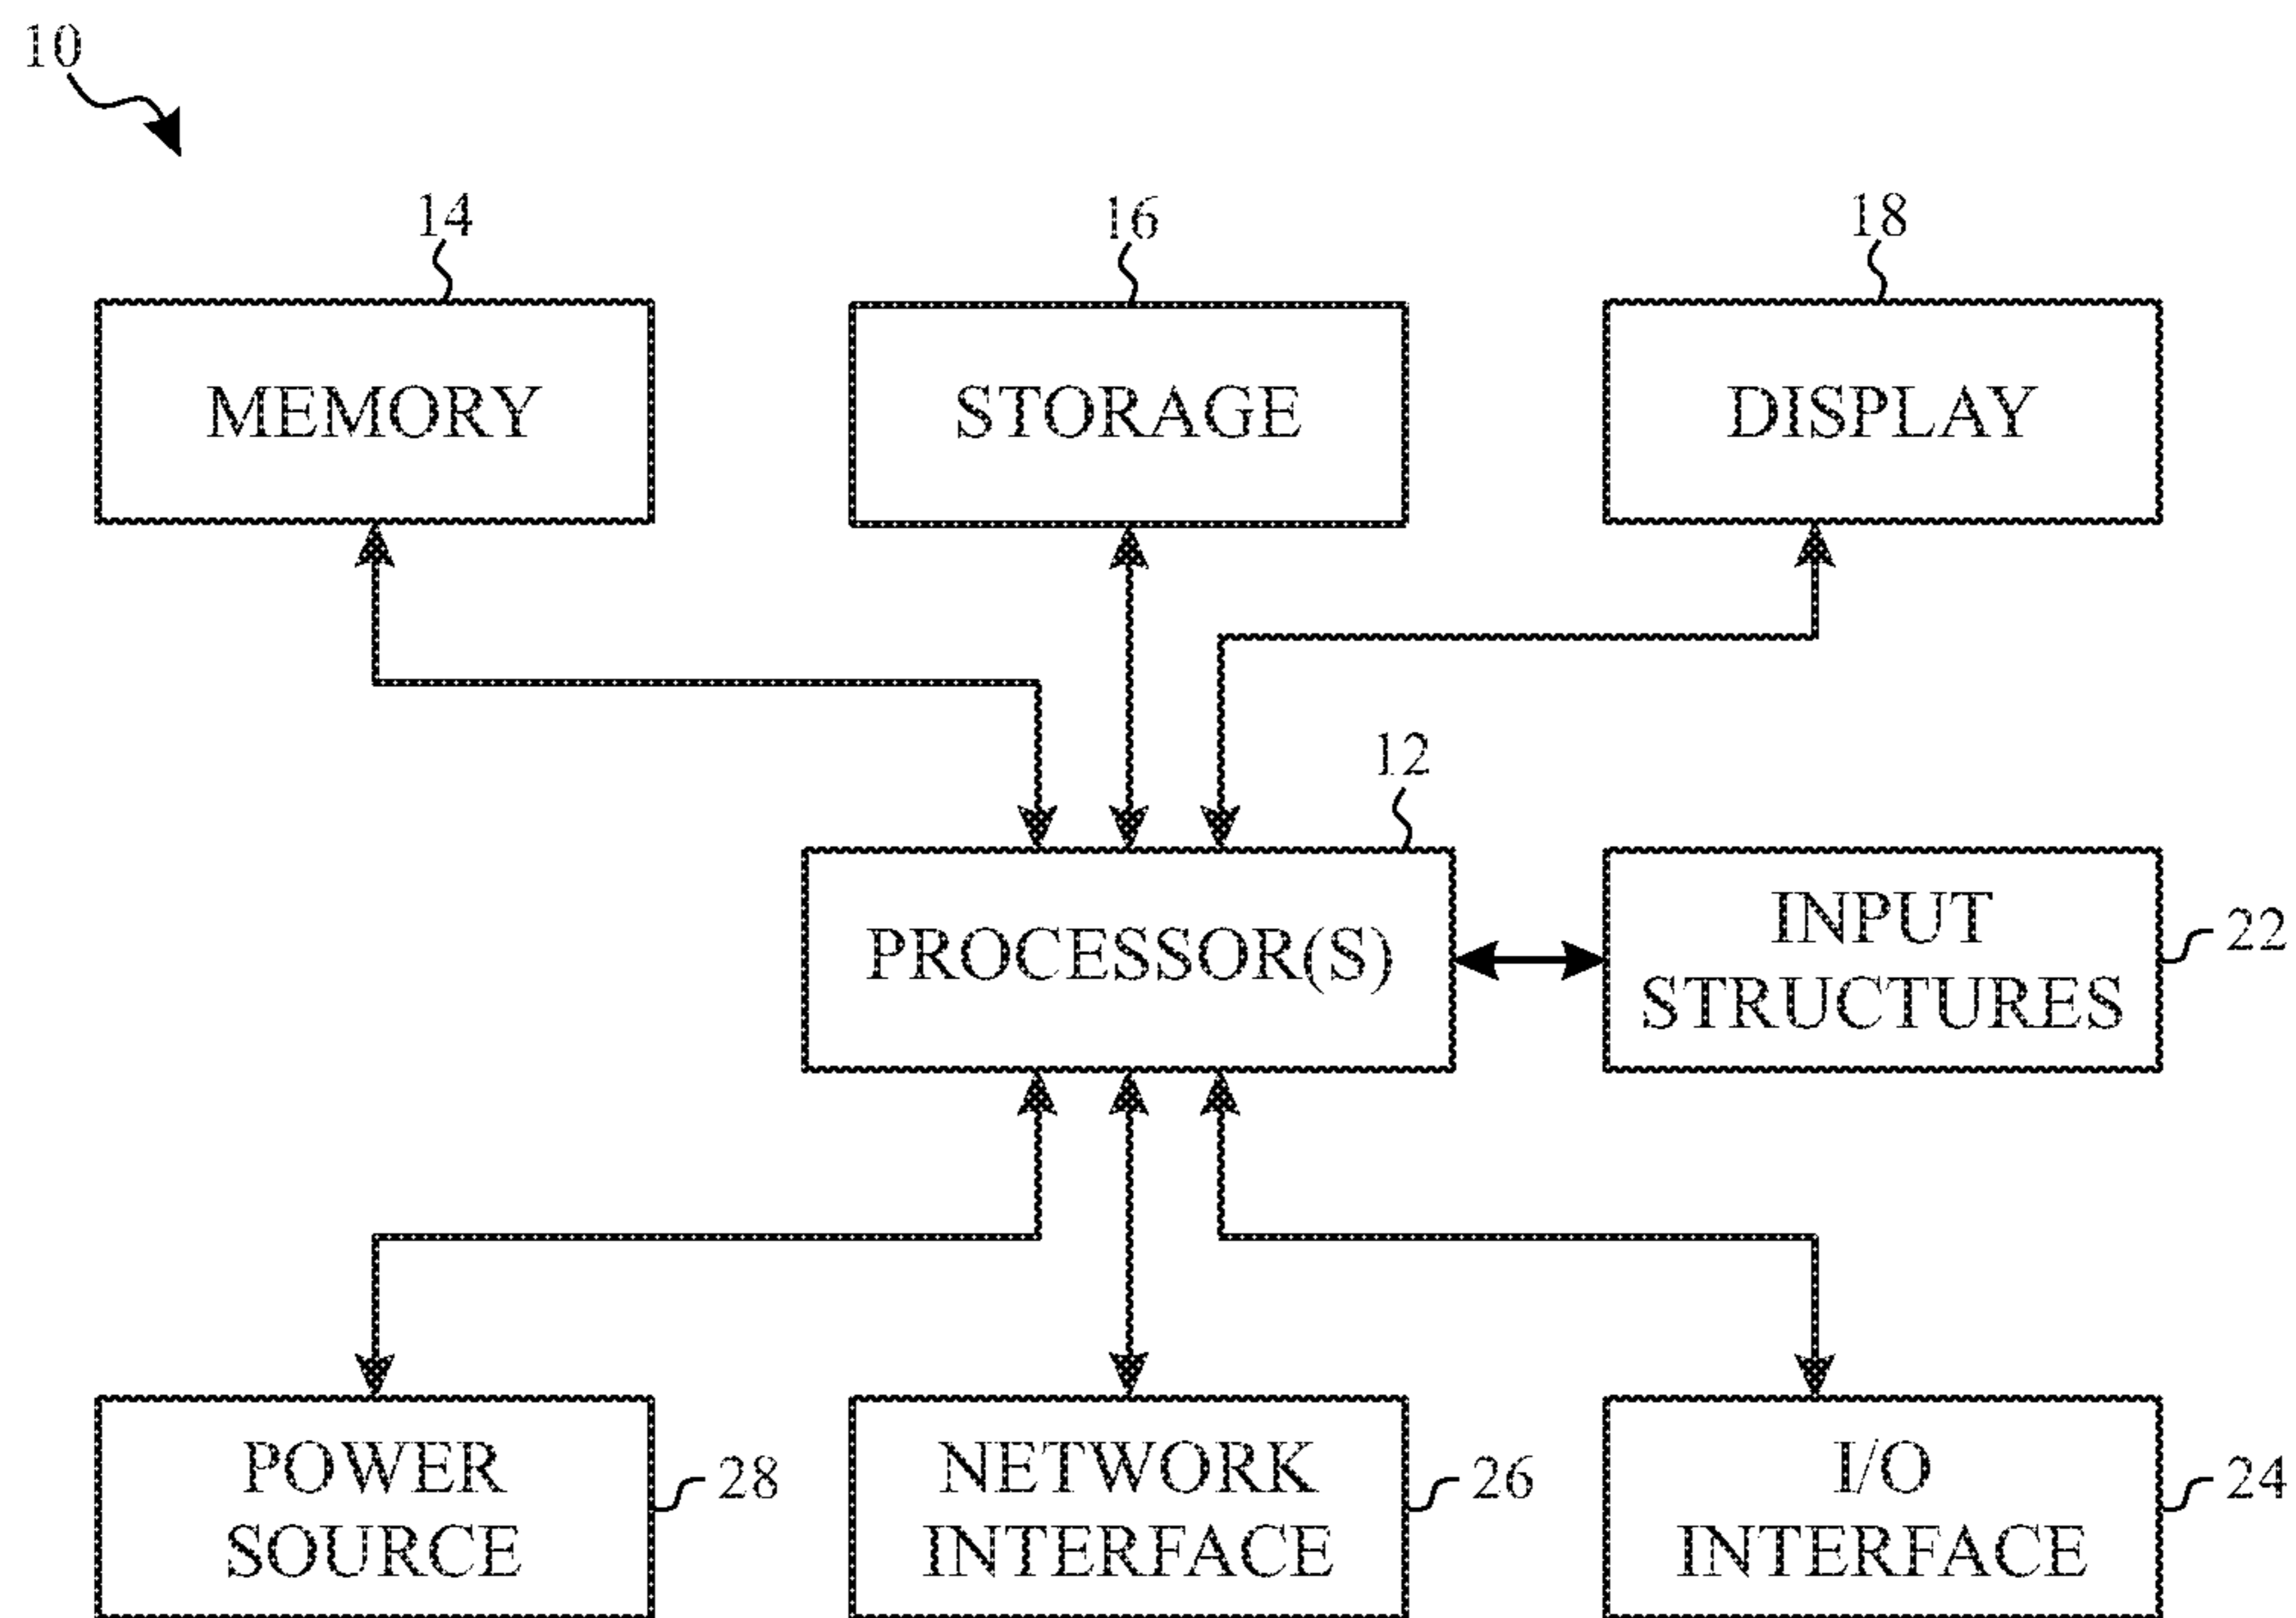 10
14
16
18
MEMORY
STORAGE
DISPLAY
12
PROCESSOR(S)
INPUT
STRUCTURES
22
POWER
SOURCE
28
NETWORK
INTERFACE
26
I/O
INTERFACE
24